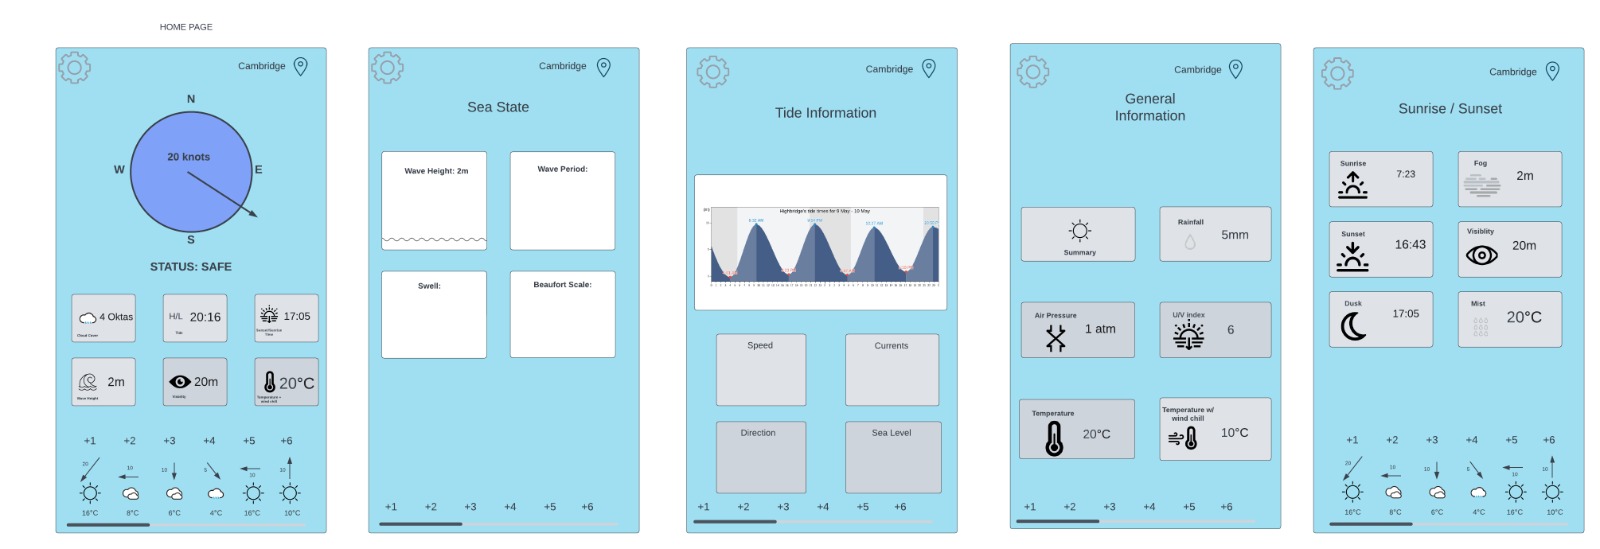 HOME PAGE
Cambridge
N
20 knots
W
E
S
STATUS: SAFE
4 Oktas
Cloud Cover
H/L 20:16
Tide
17:05
Sunset/Sunrise
Time
2m
Wave Height
20m
Visibility
20°C
Temperature +
wind chill
+1 +2 +3 +4 +5 +6
20 10 10 5 10 10
16°C 8°C 6°C 4°C 16°C 10°C
Cambridge
Sea State
Wave Height: 2m
Wave Period:
Swell:
Beaufort Scale:
+1 +2 +3 +4 +5 +6
Cambridge
Tide Information
Highbridge's tide times for 8 May - 10 May
Speed
Currents
Direction
Sea Level
+1 +2 +3 +4 +5 +6
Cambridge
General
Information
Summary
Rainfall
5mm
Air Pressure
1 atm
U/V index
6
Temperature
20°C
Temperature w/
wind chill
10°C
+1 +2 +3 +4 +5 +6
Cambridge
Sunrise / Sunset
Sunrise
7:23
Fog
2m
Sunset
16:43
Visiblity
20m
Dusk
17:05
Mist
20°C
+1 +2 +3 +4 +5 +6
20 10 10 5 10 10
16°C 8°C 6°C 4°C 16°C 10°C